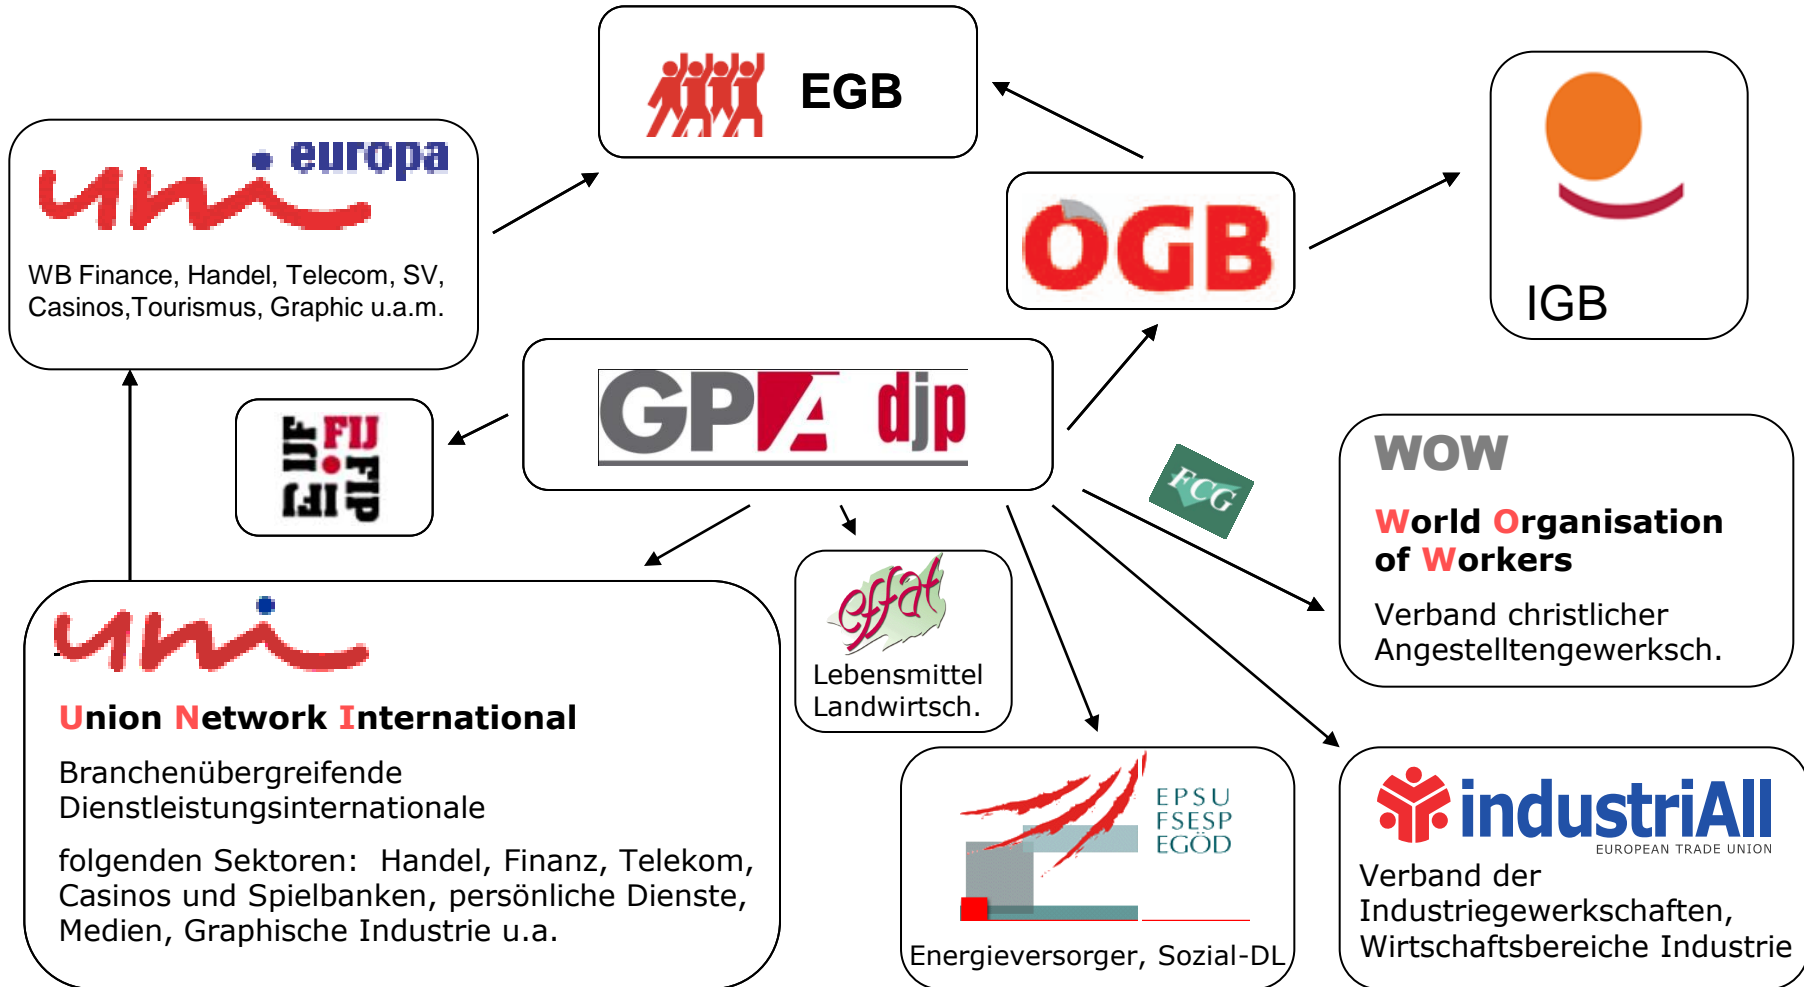 EGB
uni europa
WB Finance, Handel, Telecom, SV,
Casinos,Tourismus, Graphic u.a.m.
ÖGB
IGB
GPA djp
IJF FIJ
IFJ FIP
FCG
WOW
World Organisation
of Workers
Verband christlicher
Angestelltengewerksch.
uni
Union Network International
Branchenübergreifende
Dienstleistungsinternationale
folgenden Sektoren: Handel, Finanz, Telekom,
Casinos und Spielbanken, persönliche Dienste,
Medien, Graphische Industrie u.a.
effat
Lebensmittel
Landwirtsch.
EPSU
FSESP
EGÖD
Energieversorger, Sozial-DL
industriAll
EUROPEAN TRADE UNION
Verband der
Industriegewerkschaften,
Wirtschaftsbereiche Industrie